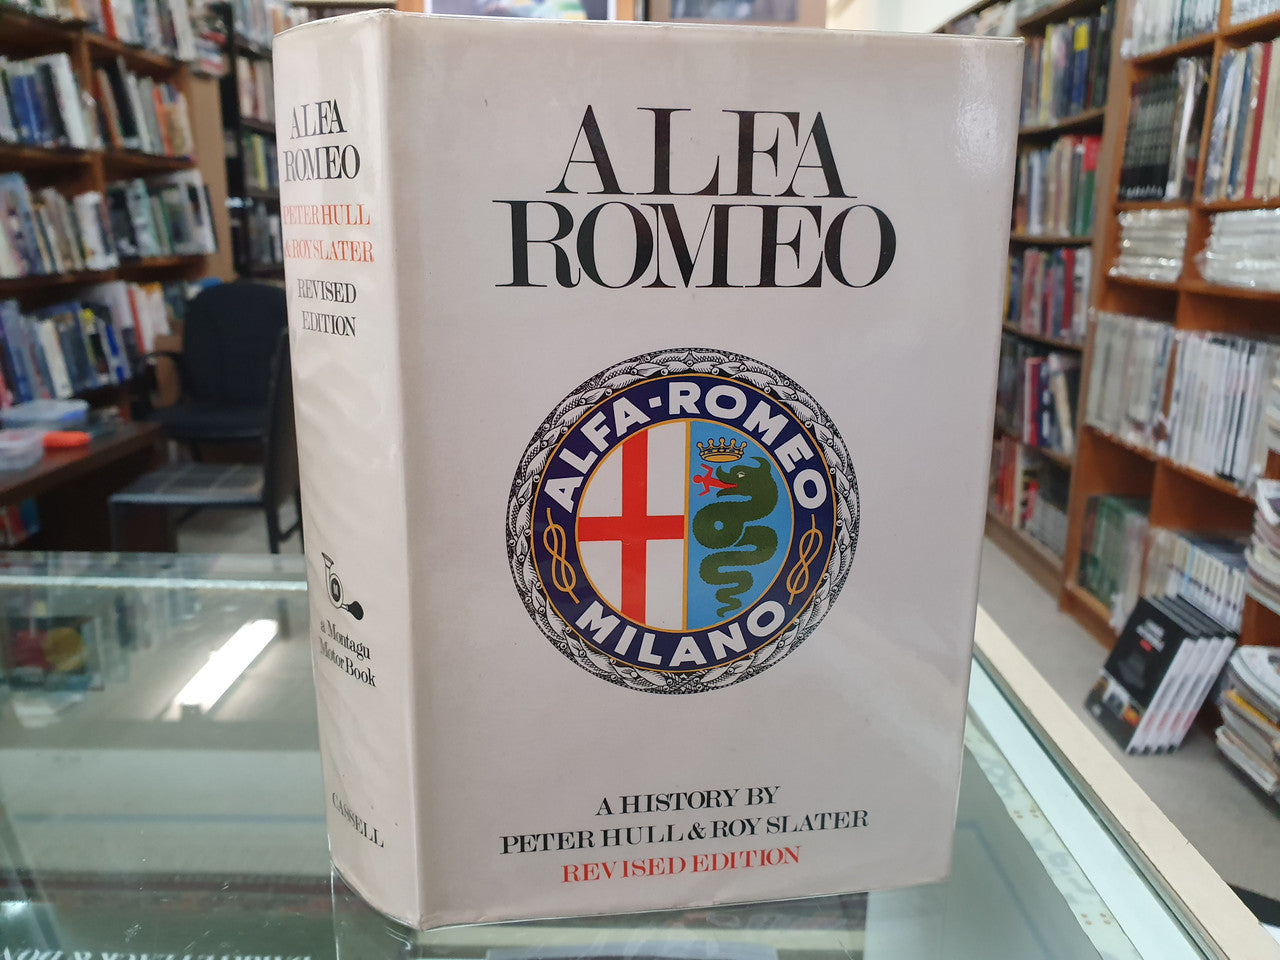 ALFA
ROMEO
PETER HULL
& ROY SLATER
REVISED
EDITION
a Montagu
Motor Book
CASSELL
ALFA
ROMEO
ALFA-ROMEO
MILANO
A HISTORY BY
PETER HULL & ROY SLATER
REVISED EDITION